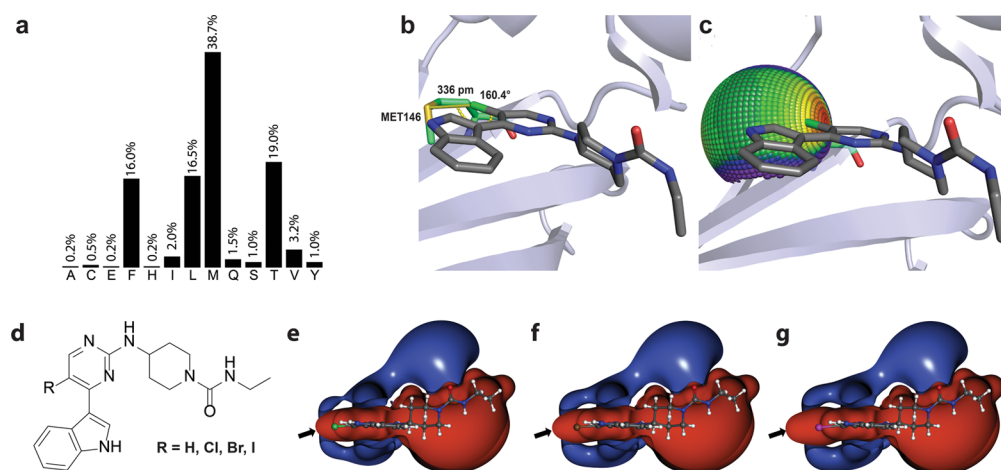 a
0.2%
0.5%
0.2%
16.0%
0.2%
2.0%
16.5%
38.7%
1.5%
1.0%
19.0%
3.2%
1.0%
A C E F H I L M Q S T V Y
b
336 pm
160.4°
MET146
c
d
H
N
N
N
R
N
N
H
N
O
NH
R = H, Cl, Br, I
e
f
g